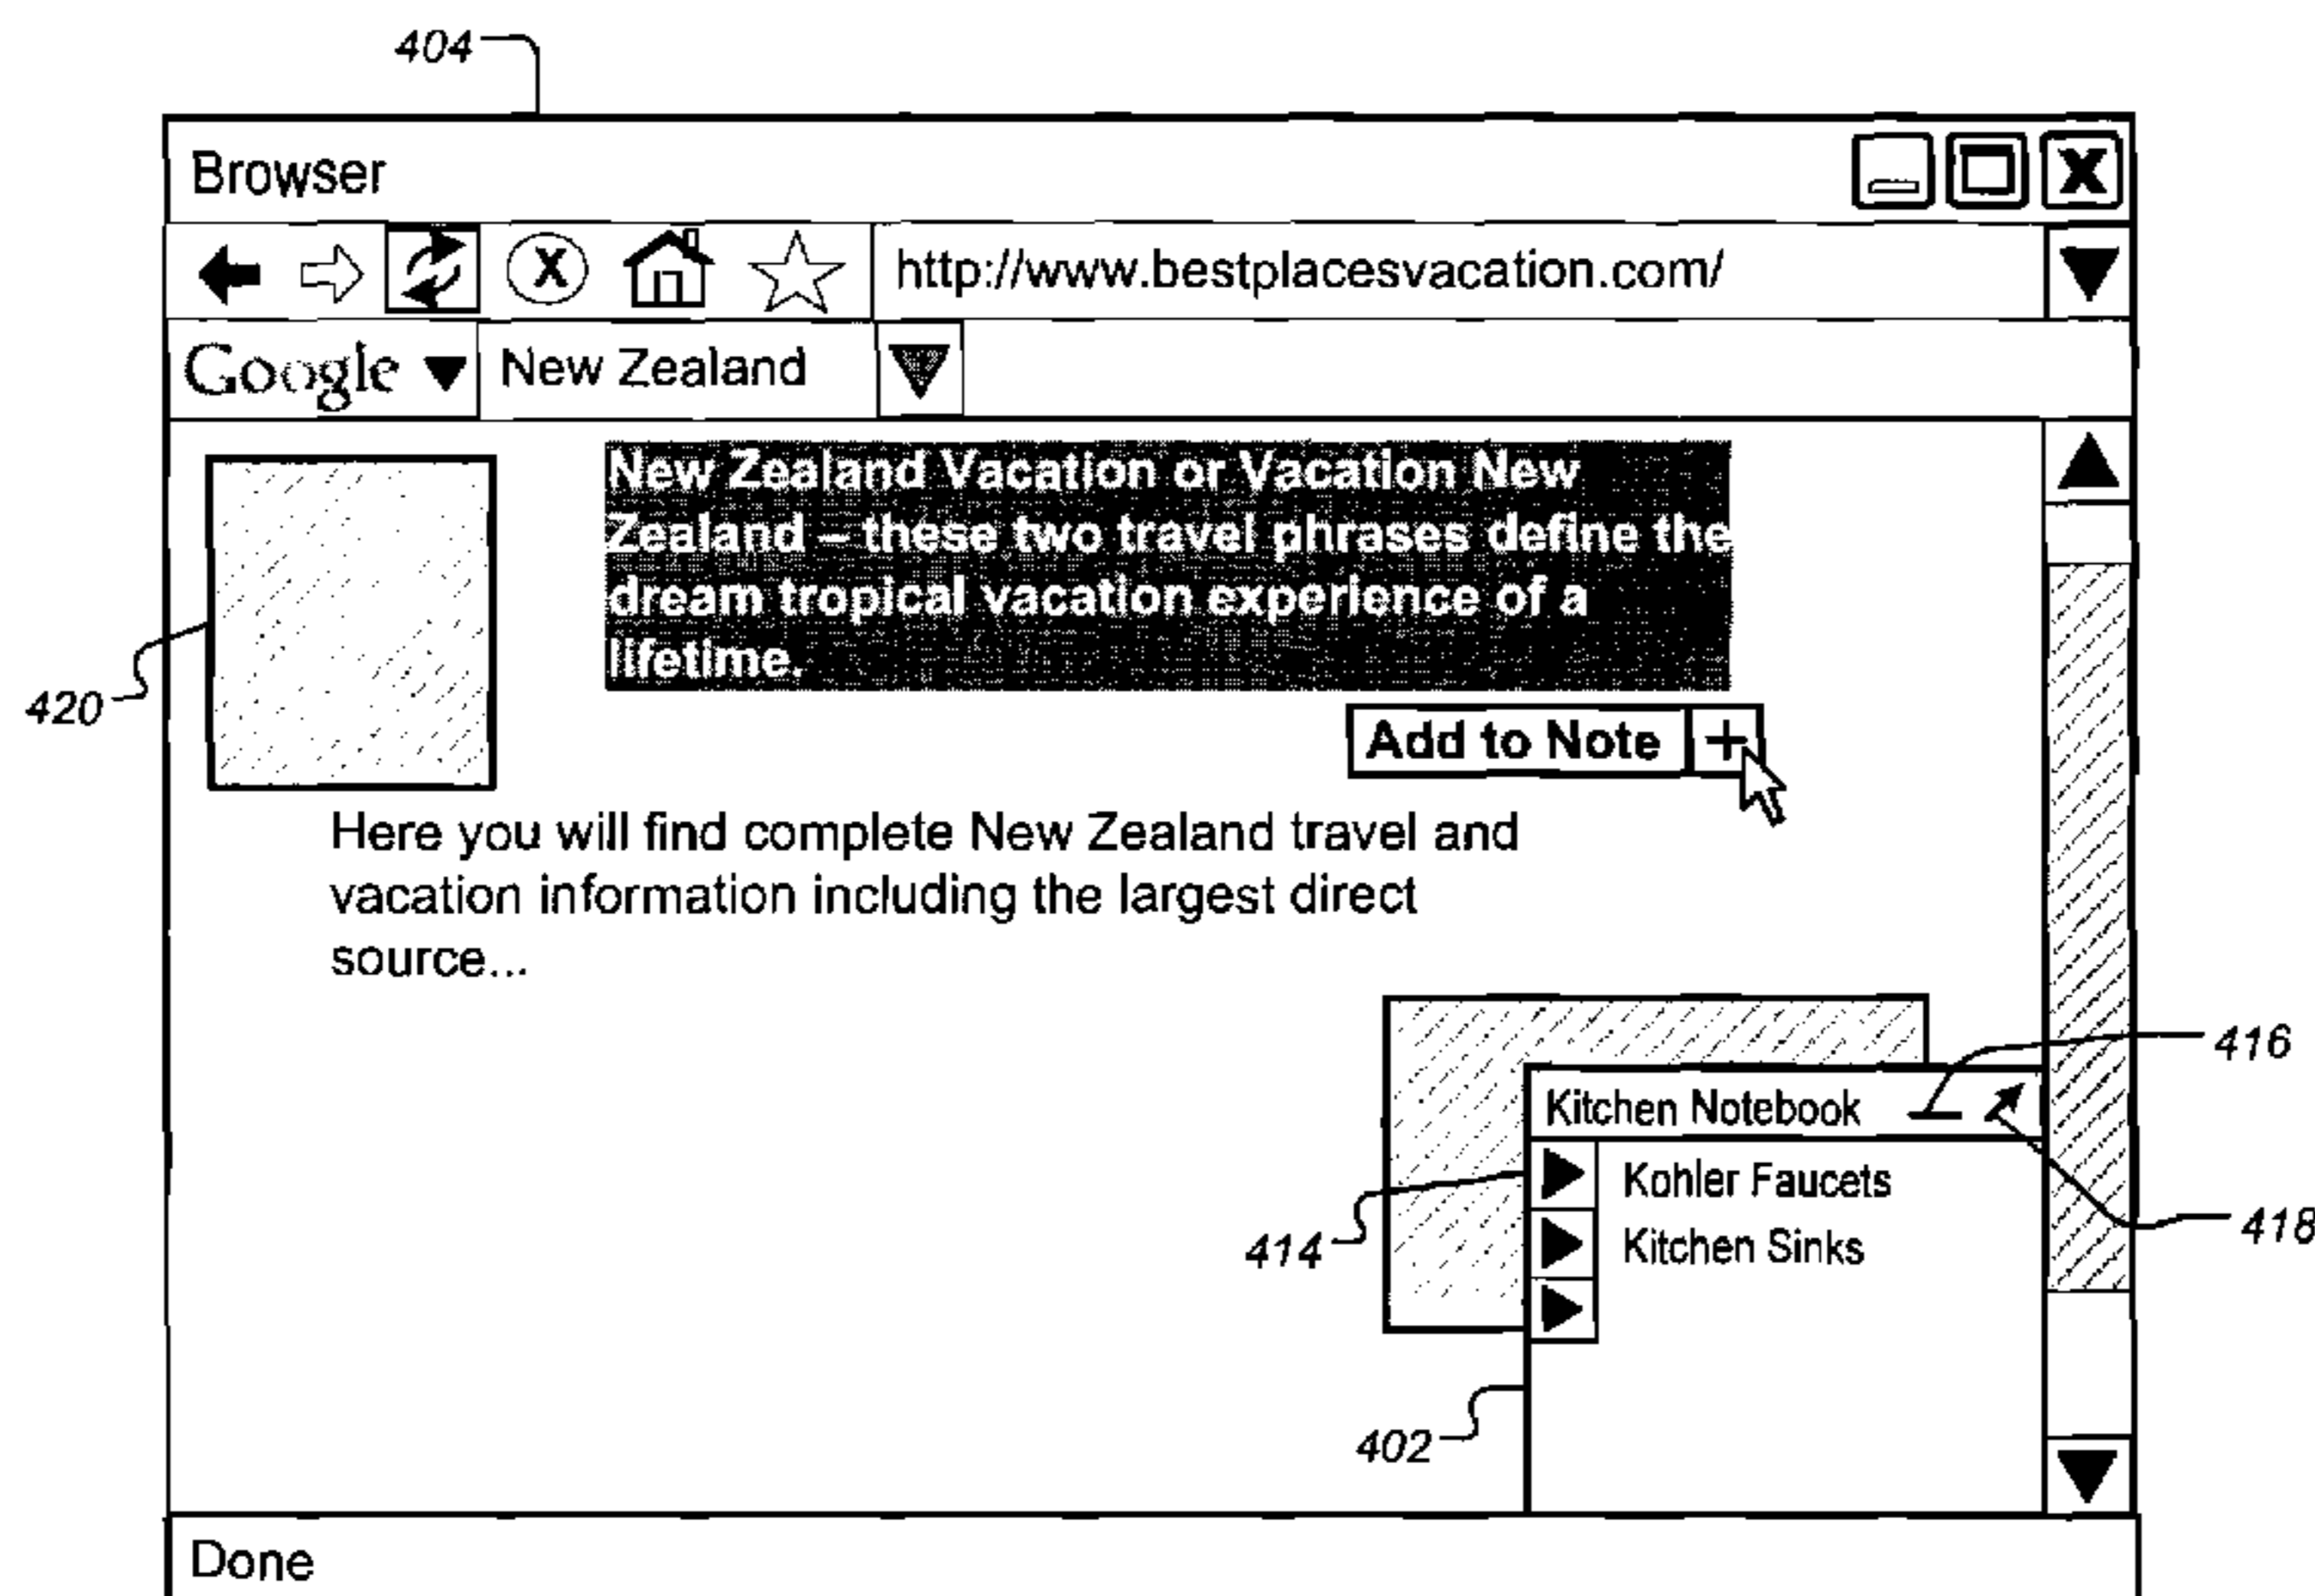 404
Browser
X
X http://www.bestplacesvacation.com/
Google New Zealand
New Zealand Vacation or Vacation New
Zealand – these two travel phrases define the
dream tropical vacation experience of a
lifetime.
420
Add to Note +
Here you will find complete New Zealand travel and
vacation information including the largest direct
source...
416
Kitchen Notebook
Kohler Faucets
418
414
Kitchen Sinks
402
Done